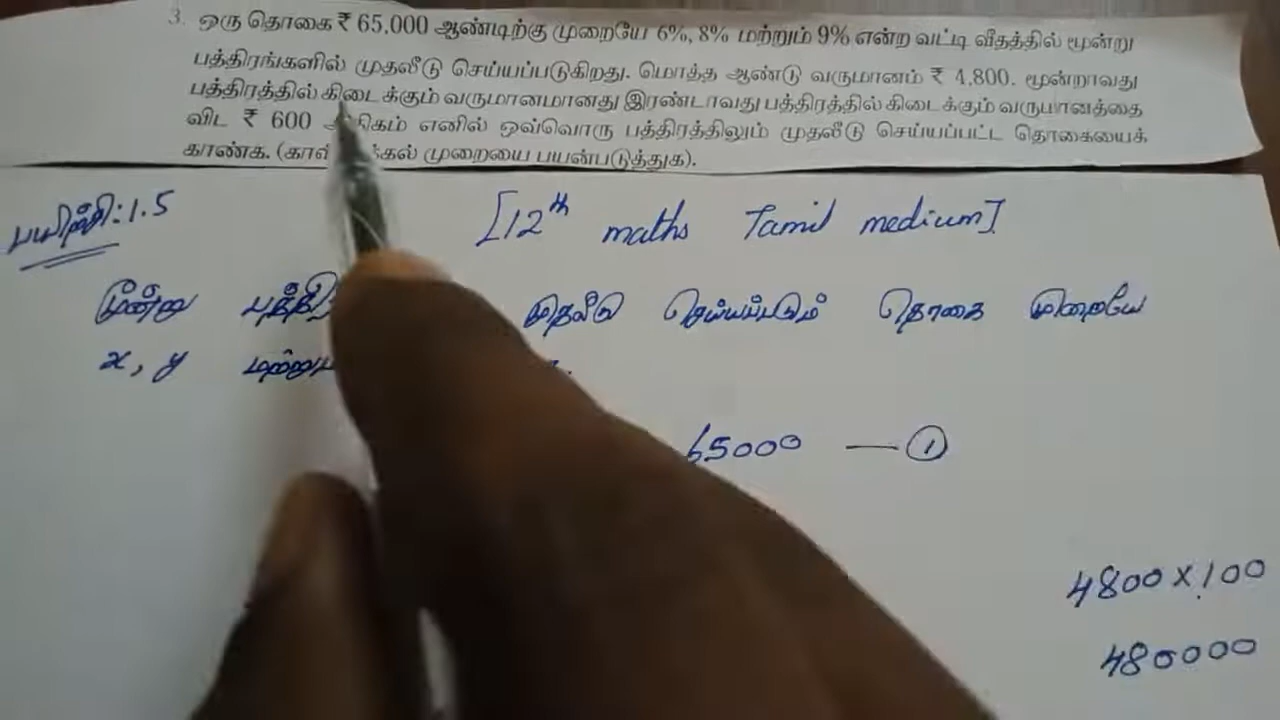 3. ஒரு தொகை ₹ 65,000 ஆண்டிற்கு முறையே 6%, 8% மற்றும் 9% என்ற வட்டி வீதத்தில் மூன்று
பத்திரங்களில் முதலீடு செய்யப்படுகிறது. மொத்த ஆண்டு வருமானம் ₹ 4,800. மூன்றாவது
பத்திரத்தில் கிடைக்கும் வருமானமானது இரண்டாவது பத்திரத்தில் கிடைக்கும் வருமானத்தை
விட ₹ 600 எனில் ஒவ்வொரு பத்திரத்திலும் முதலீடு செய்யப்பட்ட தொகையைக்
காண்க. முறையை பயன்படுத்துக).
பயிற்சி: 1.5 [12th maths Tamil medium]
மூன்று செய்யப்படும் தொகை முறையே
x, y
65000 — ①
4800 × 100
480000